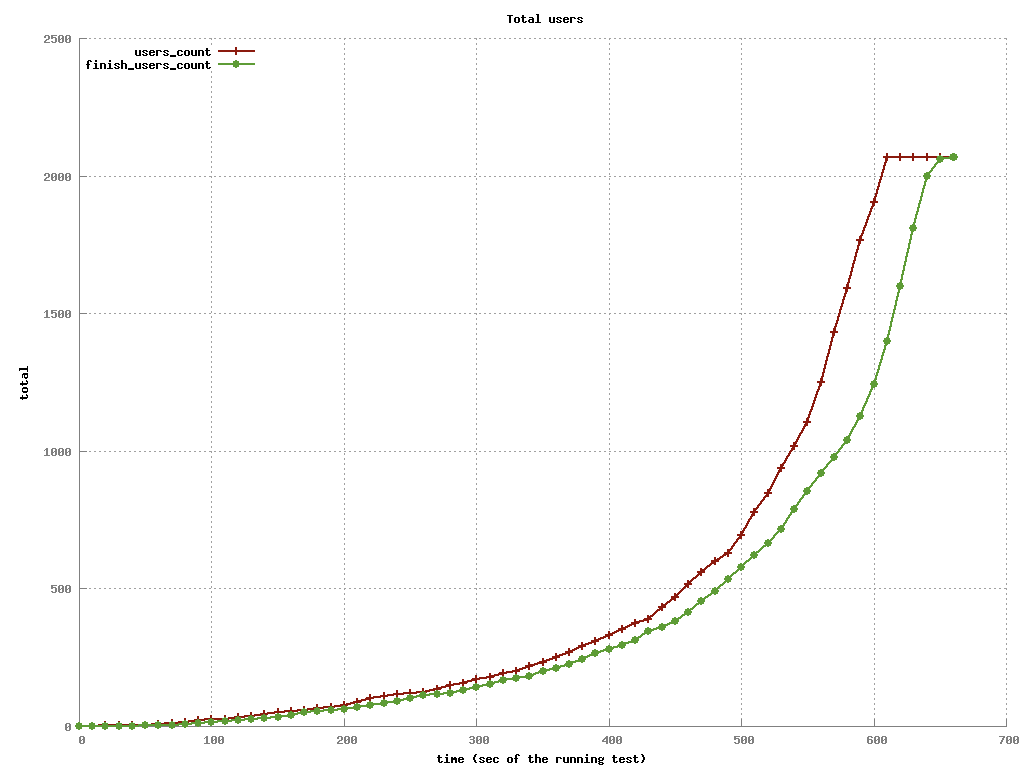 Total users
2500
users_count
finish_users_count
2000
1500
total
1000
500
0
0 100 200 300 400 500 600 700
time (sec of the running test)